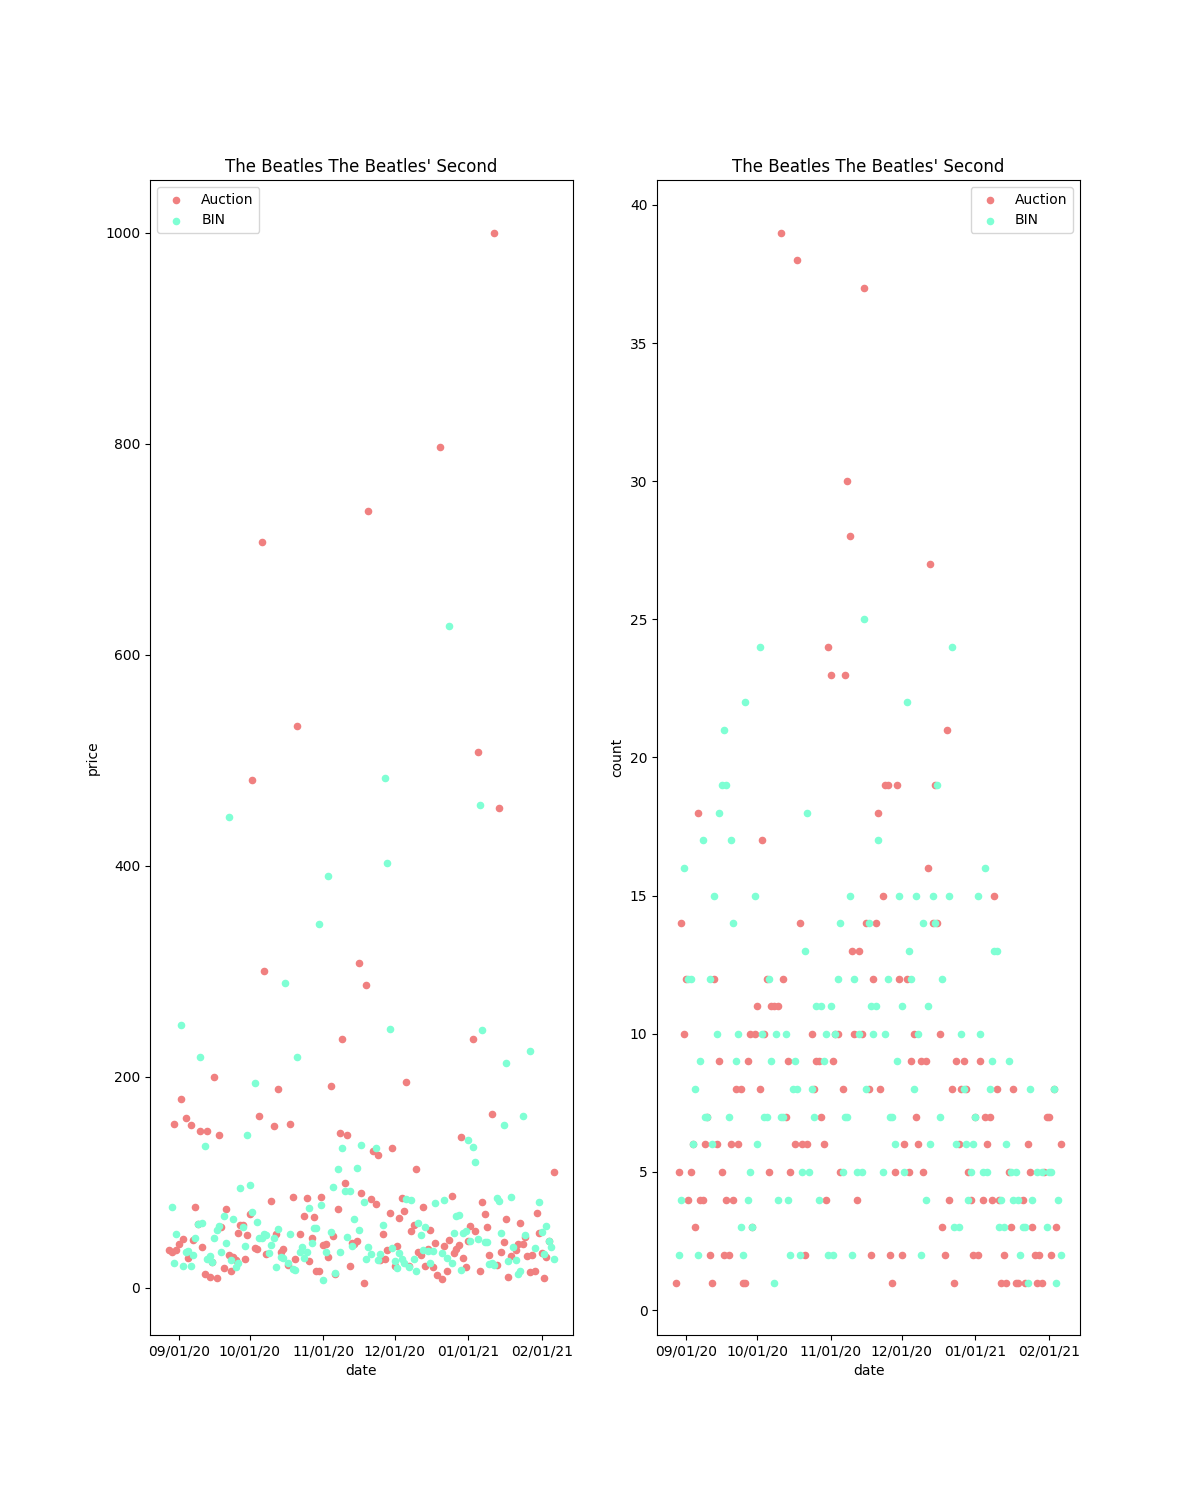 The Beatles The Beatles' Second
Auction
BIN
1000
800
600
400
200
0
price
09/01/20 10/01/20 11/01/20 12/01/20 01/01/21 02/01/21
date
The Beatles The Beatles' Second
Auction
BIN
40
35
30
25
20
15
10
5
0
count
09/01/20 10/01/20 11/01/20 12/01/20 01/01/21 02/01/21
date